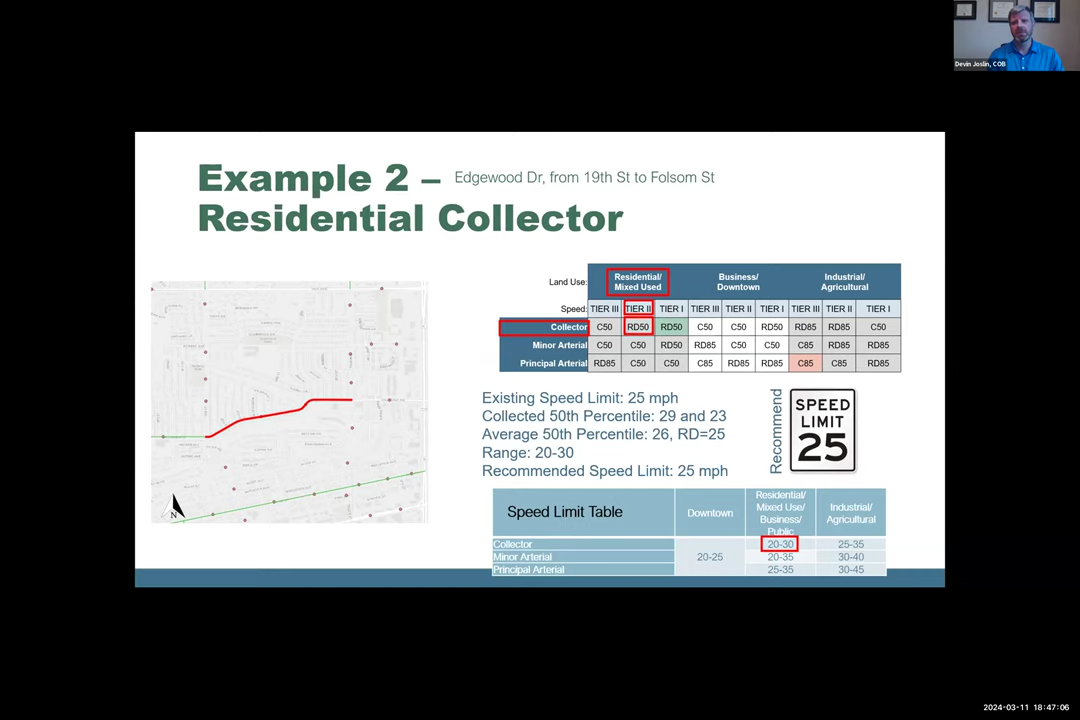 Devin Joslin, COB
Example 2 – Edgewood Dr, from 19th St to Folsom St
Residential Collector
Land Use: Residential/ Mixed Used Business/ Downtown Industrial/ Agricultural
Speed: TIER III TIER II TIER I TIER III TIER II TIER I TIER III TIER II TIER I
Collector C50 RD50 RD50 C50 C50 RD50 RD85 RD85 C50
Minor Arterial C50 C50 RD50 RD85 C50 C50 C85 RD85 RD85
Principal Arterial RD85 C50 C50 C85 RD85 RD85 C85 C85 RD85
Existing Speed Limit: 25 mph
Collected 50th Percentile: 29 and 23
Average 50th Percentile: 26, RD=25
Range: 20-30
Recommended Speed Limit: 25 mph
Recommend
SPEED
LIMIT
25
N
Speed Limit Table Downtown Residential/ Mixed Use/ Business/ Public Industrial/ Agricultural
Collector 20-30 25-35
Minor Arterial 20-25 20-35 30-40
Principal Arterial 25-35 30-45
2024-03-11 18:47:06